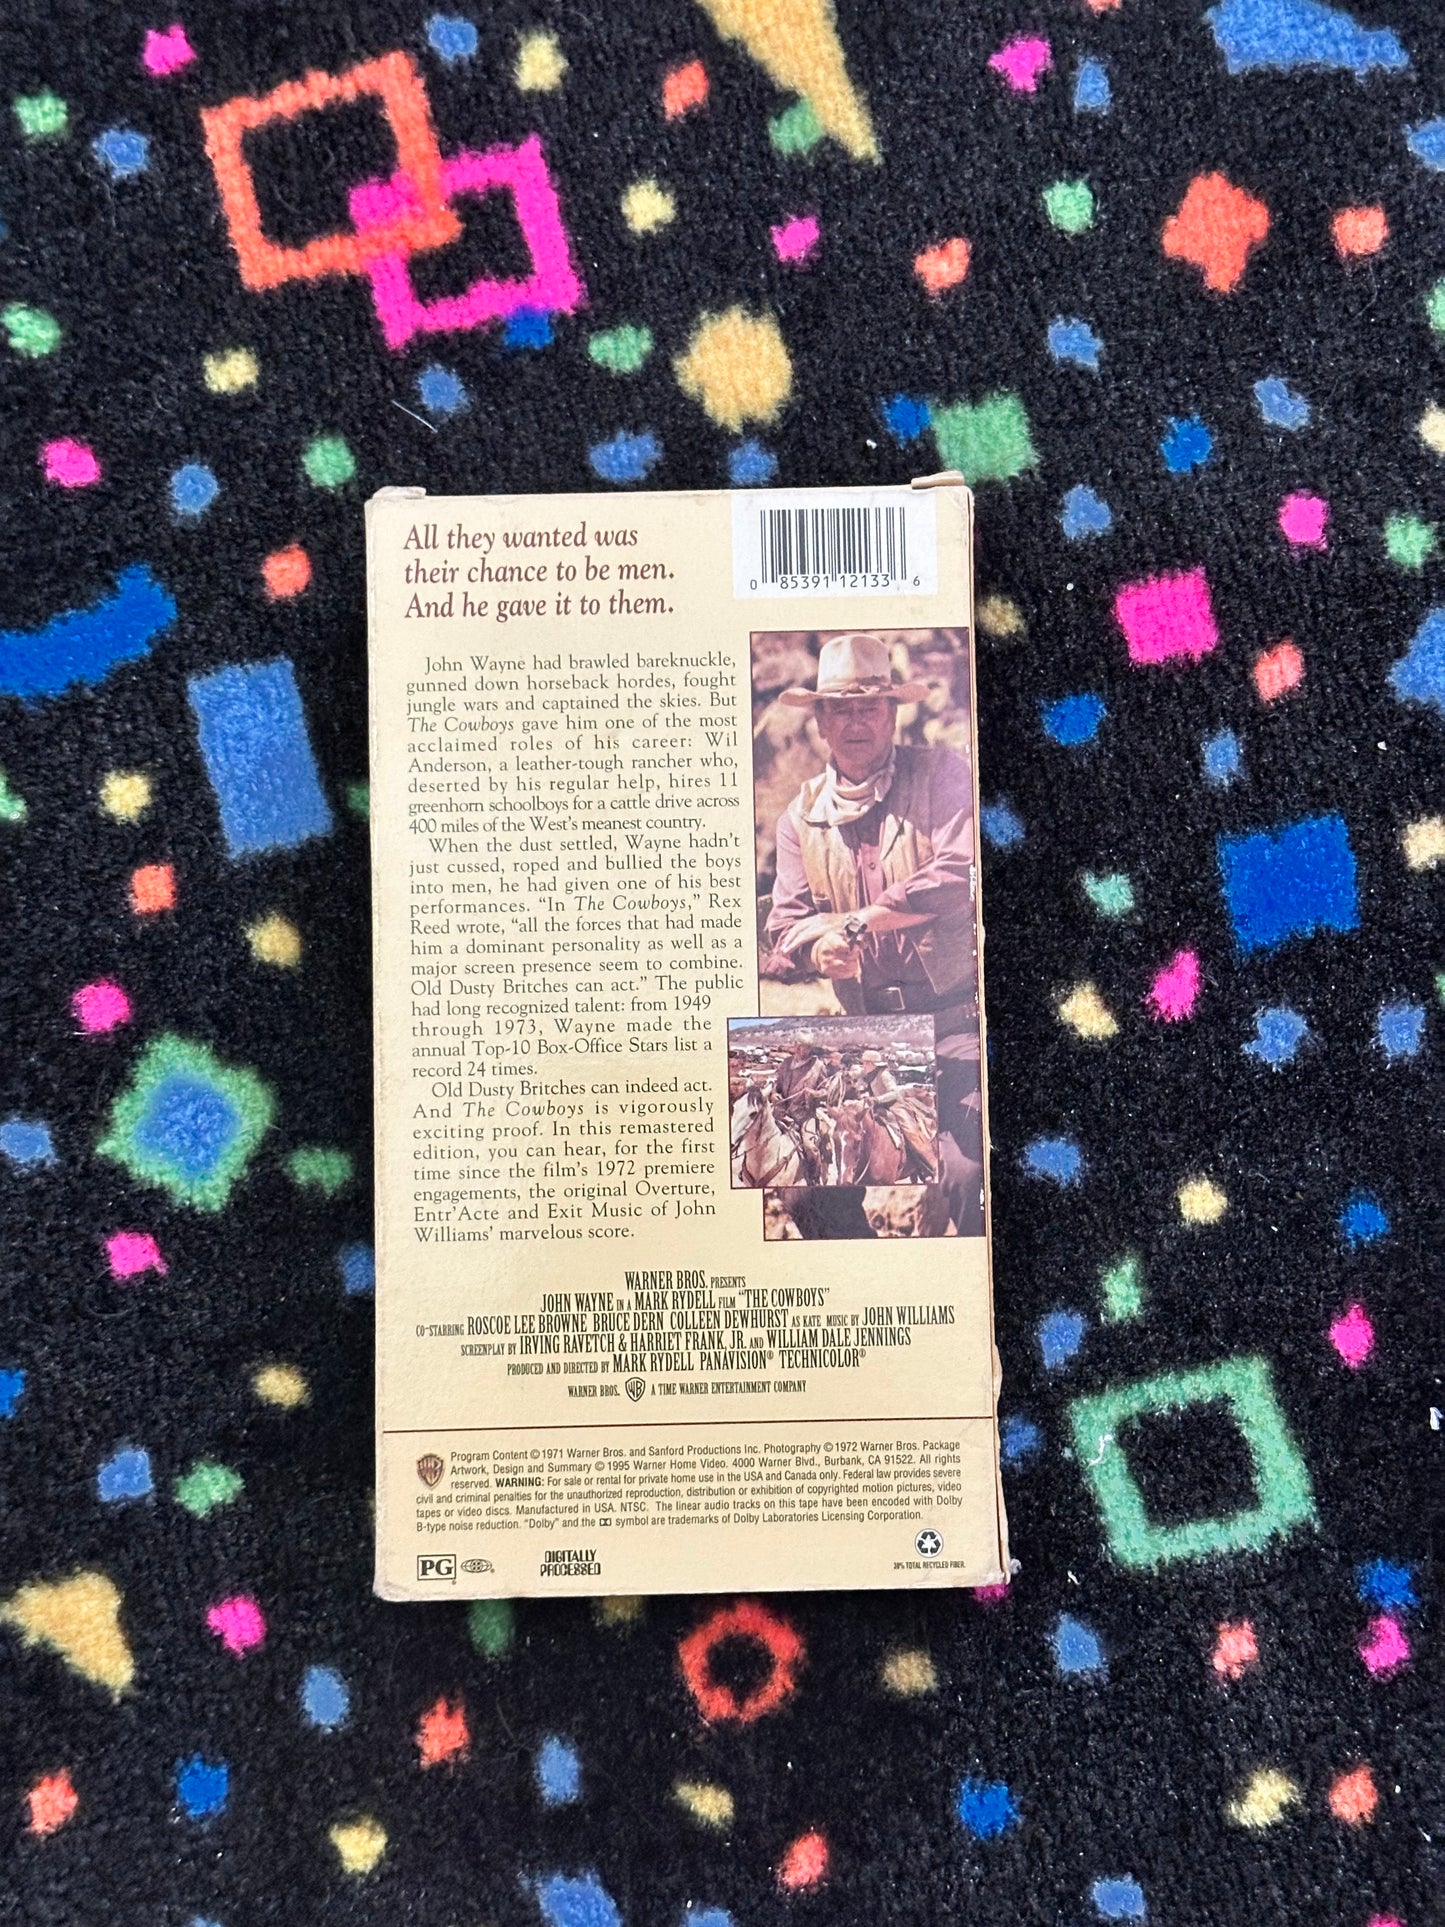 All they wanted was
their chance to be men.
And he gave it to them.
0 85391 12133 6
John Wayne had brawled bareknuckle,
gunned down horseback hordes, fought
jungle wars and captained the skies. But
The Cowboys gave him one of the most
acclaimed roles of his career: Wil
Anderson, a leather-tough rancher who,
deserted by his regular help, hires 11
greenhorn schoolboys for a cattle drive across
400 miles of the West's meanest country.
When the dust settled, Wayne hadn't
just cussed, roped and bullied the boys
into men, he had given one of his best
performances. "In The Cowboys," Rex
Reed wrote, "all the forces that had made
him a dominant personality as well as a
major screen presence seem to combine.
Old Dusty Britches can act." The public
had long recognized talent: from 1949
through 1973, Wayne made the
annual Top-10 Box-Office Stars list a
record 24 times.
Old Dusty Britches can indeed act.
And The Cowboys is vigorously
exciting proof. In this remastered
edition, you can hear, for the first
time since the film's 1972 premiere
engagements, the original Overture,
Entr'Acte and Exit Music of John
Williams' marvelous score.
WARNER BROS. PRESENTS
JOHN WAYNE IN A MARK RYDELL FILM "THE COWBOYS"
CO-STARRING ROSCOE LEE BROWNE BRUCE DERN COLLEEN DEWHURST AS KATE MUSIC BY JOHN WILLIAMS
SCREENPLAY BY IRVING RAVETCH & HARRIET FRANK, JR. AND WILLIAM DALE JENNINGS
PRODUCED AND DIRECTED BY MARK RYDELL PANAVISION® TECHNICOLOR®
WARNER BROS. WB A TIME WARNER ENTERTAINMENT COMPANY
Program Content © 1971 Warner Bros. and Sanford Productions Inc. Photography © 1972 Warner Bros. Package
Artwork, Design and Summary © 1995 Warner Home Video. 4000 Warner Blvd., Burbank, CA 91522. All rights
reserved. WARNING: For sale or rental for private home use in the USA and Canada only. Federal law provides severe
civil and criminal penalties for the unauthorized reproduction, distribution or exhibition of copyrighted motion pictures, video
tapes or video discs. Manufactured in USA. NTSC. The linear audio tracks on this tape have been encoded with Dolby
B-type noise reduction. "Dolby" and the symbol are trademarks of Dolby Laboratories Licensing Corporation.
PG ®
DIGITALLY
PROCESSED
30% TOTAL RECYCLED FIBER.